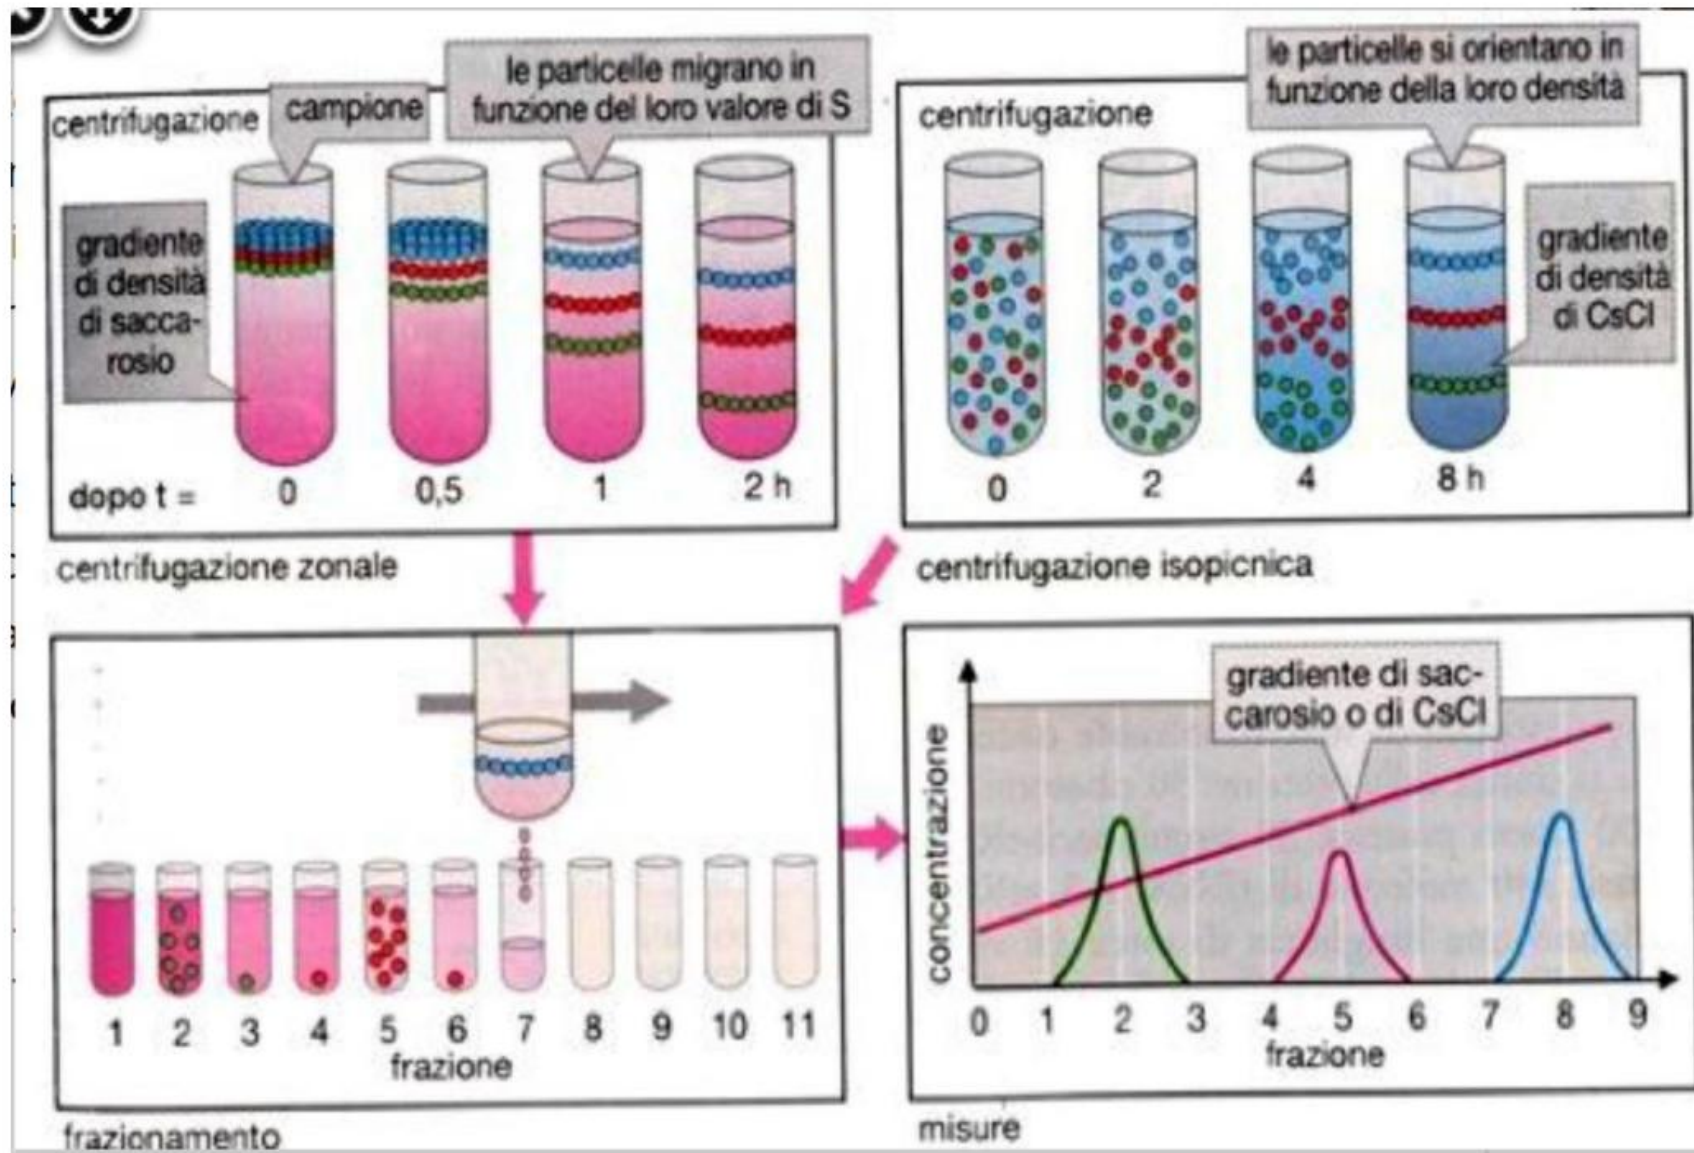 centrifugazione
campione
le particelle migrano in
funzione del loro valore di S
gradiente
di densità
di sacca-
rosio
dopo t =
0
0,5
1
2 h
centrifugazione zonale
centrifugazione
le particelle si orientano in
funzione della loro densità
gradiente
di densità
di CsCl
0
2
4
8 h
centrifugazione isopicnica
1 2 3 4 5 6 7 8 9 10 11
frazione
frazionamento
gradiente di sac-
carosio o di CsCl
concentrazione
0 1 2 3 4 5 6 7 8 9
frazione
misure